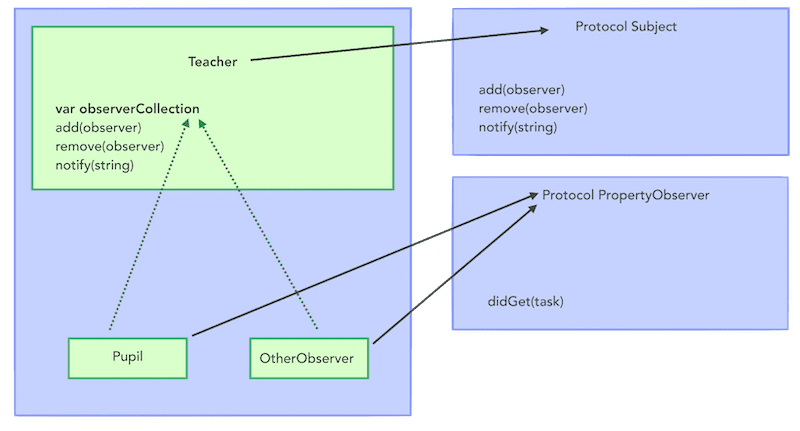 Teacher
var observerCollection
add(observer)
remove(observer)
notify(string)
Pupil
OtherObserver
Protocol Subject
add(observer)
remove(observer)
notify(string)
Protocol PropertyObserver
didGet(task)